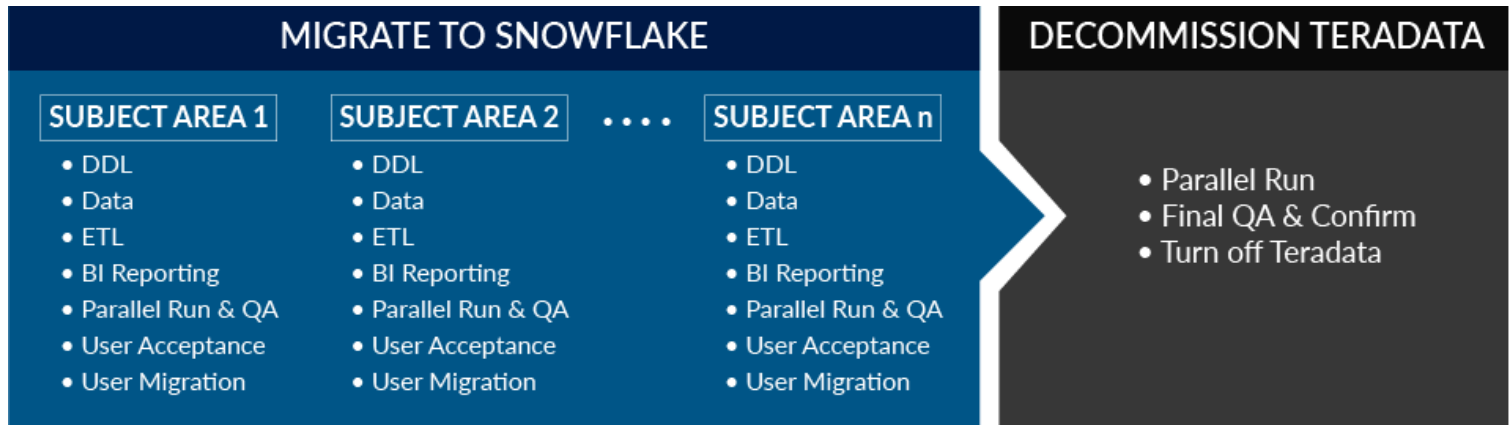 MIGRATE TO SNOWFLAKE
SUBJECT AREA 1
• DDL
• Data
• ETL
• BI Reporting
• Parallel Run & QA
• User Acceptance
• User Migration
SUBJECT AREA 2
• DDL
• Data
• ETL
• BI Reporting
• Parallel Run & QA
• User Acceptance
• User Migration
....
SUBJECT AREA n
• DDL
• Data
• ETL
• BI Reporting
• Parallel Run & QA
• User Acceptance
• User Migration
DECOMMISSION TERADATA
• Parallel Run
• Final QA & Confirm
• Turn off Teradata